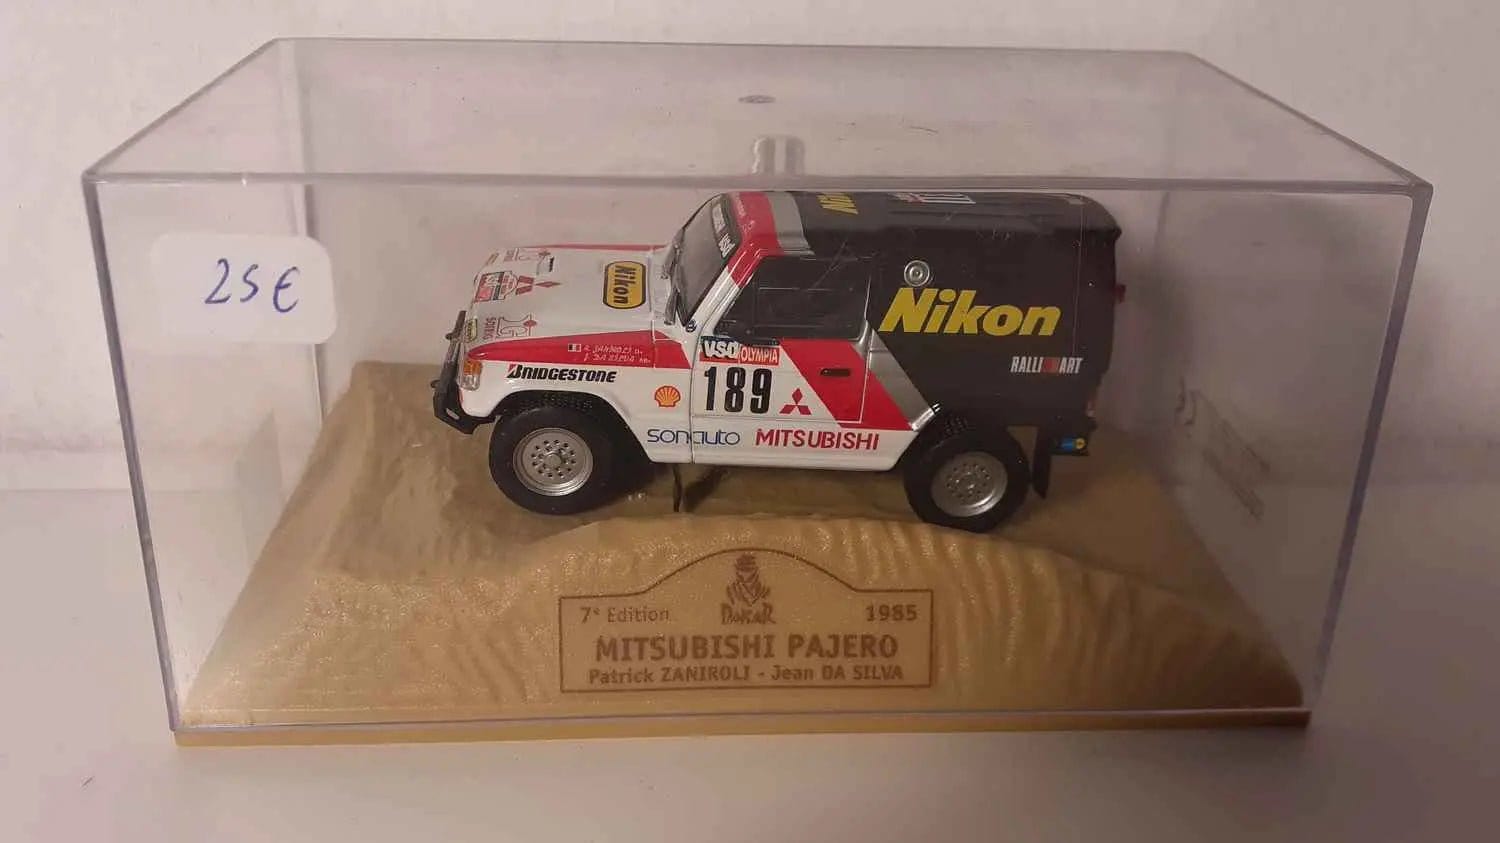 25€
Nikon
VSD
Nikon
RALLIART
VSD OLYMPIA
189
BRIDGESTONE
sonauto MITSUBISHI
7e Edition
DAKAR
1985
MITSUBISHI PAJERO
Patrick ZANIROLI - Jean DA SILVA